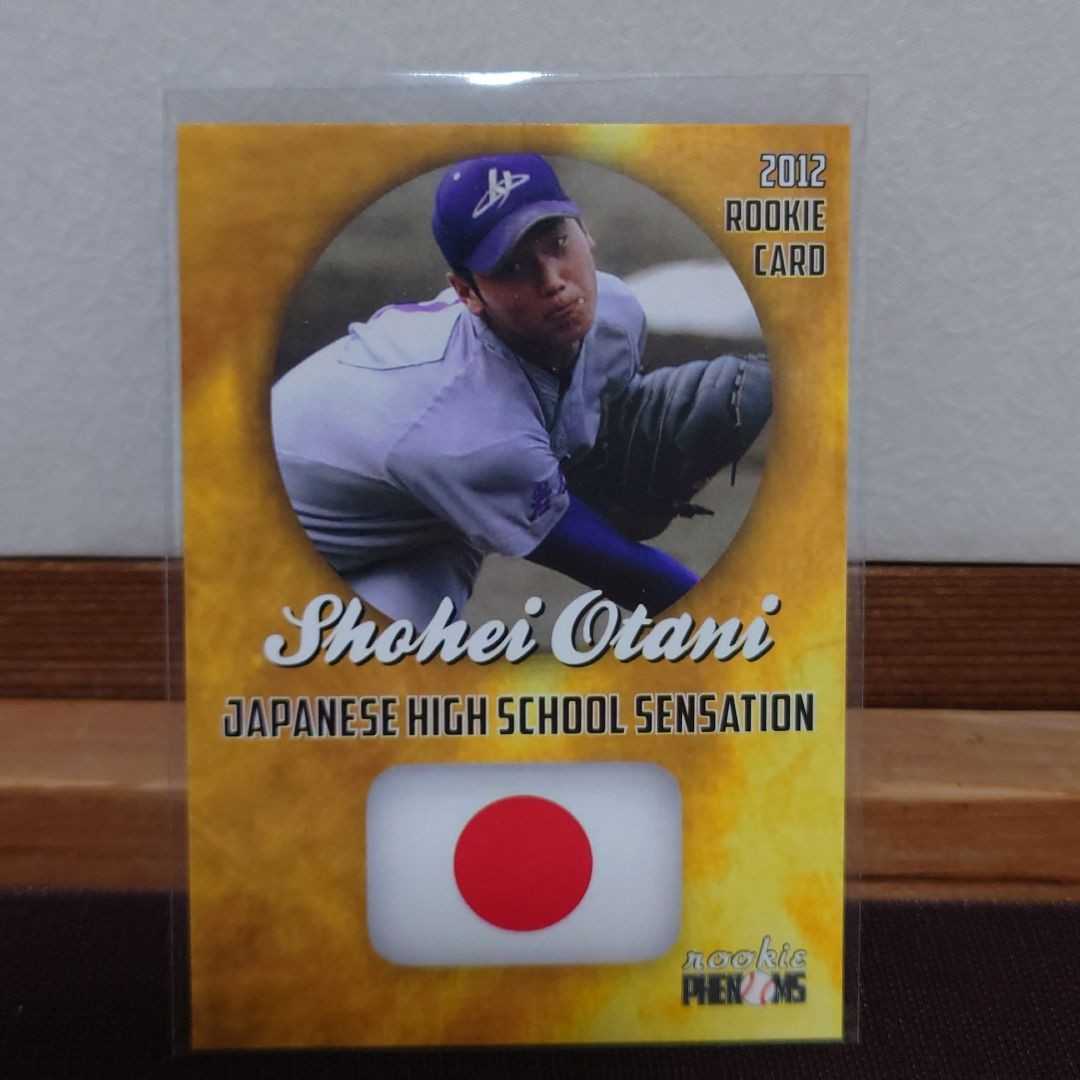 2012
ROOKIE
CARD
Shohei Otani
JAPANESE HIGH SCHOOL SENSATION
rookie
PHENOMS